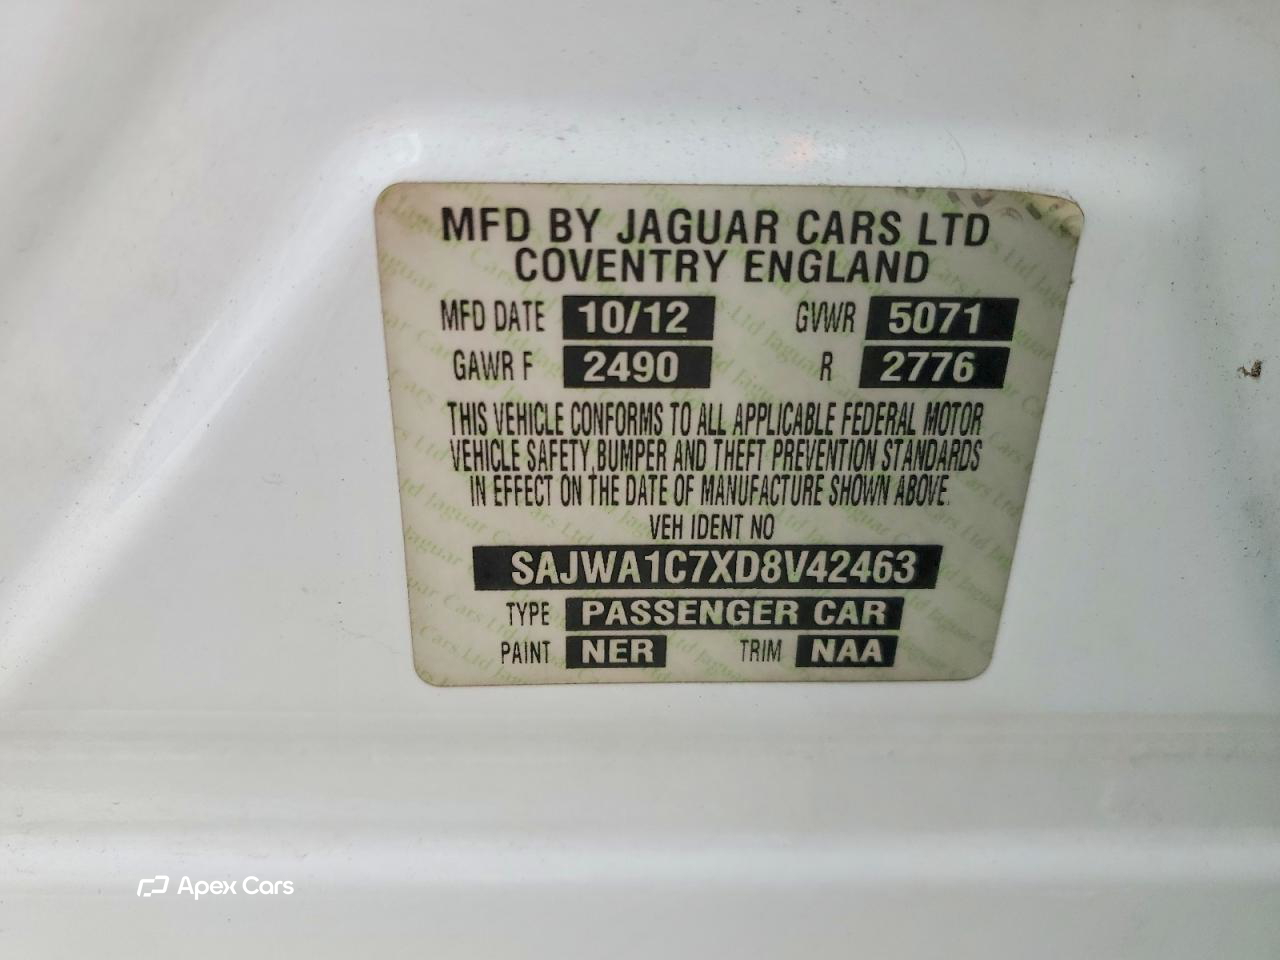 MFD BY JAGUAR CARS LTD
COVENTRY ENGLAND
MFD DATE 10/12 GVWR 5071
GAWR F 2490 R 2776
THIS VEHICLE CONFORMS TO ALL APPLICABLE FEDERAL MOTOR
VEHICLE SAFETY, BUMPER AND THEFT PREVENTION STANDARDS
IN EFFECT ON THE DATE OF MANUFACTURE SHOWN ABOVE.
VEH IDENT NO
SAJWA1C7XD8V42463
TYPE PASSENGER CAR
PAINT NER TRIM NAA
Apex Cars